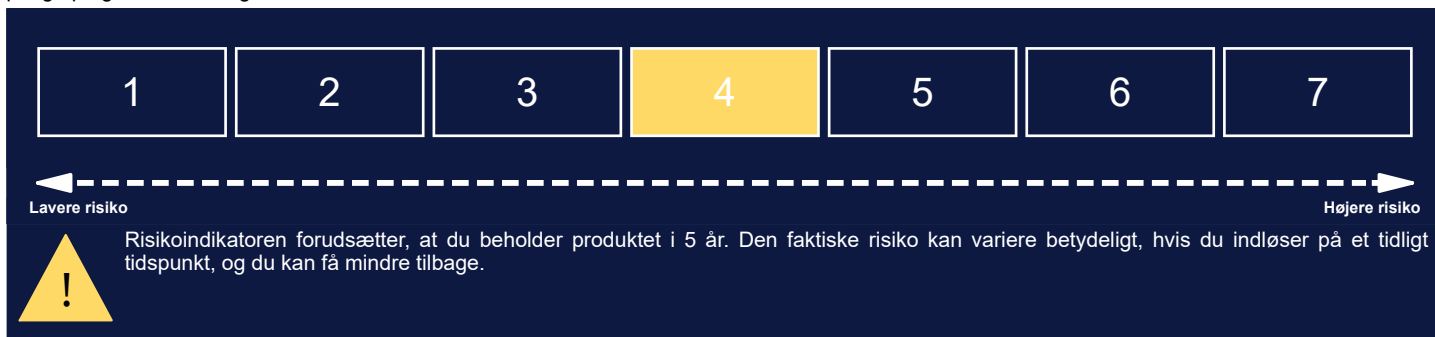 1 2 3 4 5 6 7
Lavere risiko Højere risiko
Risikoindikatoren forudsætter, at du beholder produktet i 5 år. Den faktiske risiko kan variere betydeligt, hvis du indløser på et tidligt
tidspunkt, og du kan få mindre tilbage.
!